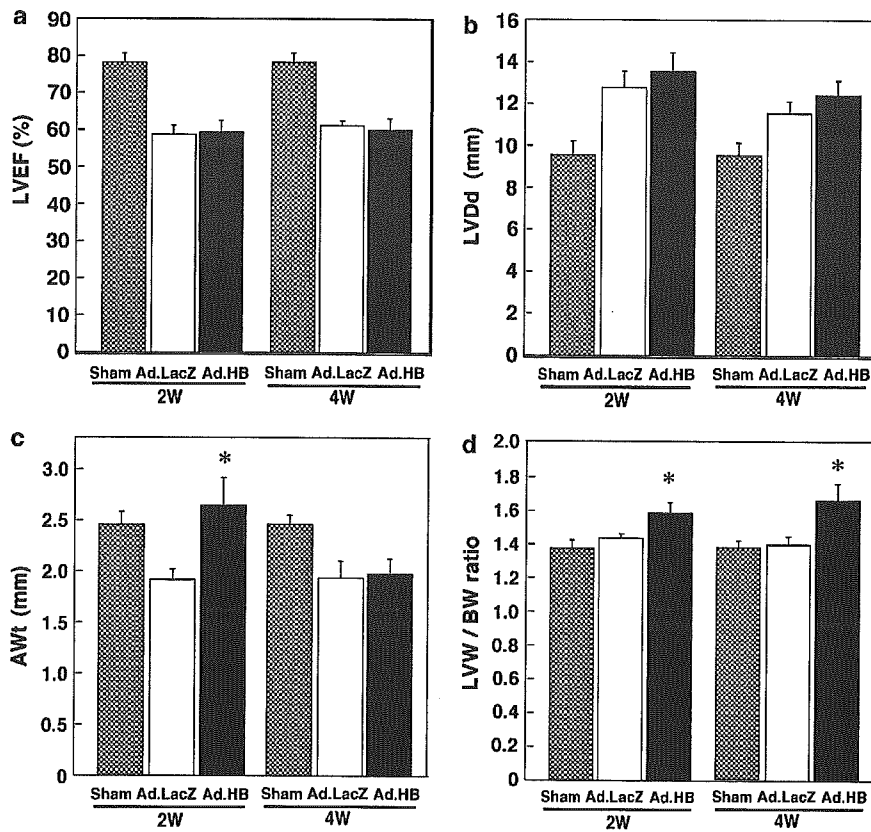 a
LVEF (%)
90
80
70
60
50
40
30
20
10
0
Sham Ad.LacZ Ad.HB Sham Ad.LacZ Ad.HB
2W 4W
b
LVDd (mm)
16
14
12
10
8
6
4
2
0
Sham Ad.LacZ Ad.HB Sham Ad.LacZ Ad.HB
2W 4W
c
AWt (mm)
3.0
2.5
2.0
1.5
1.0
0.5
0
*
Sham Ad.LacZ Ad.HB Sham Ad.LacZ Ad.HB
2W 4W
d
LVW / BW ratio
2.0
1.8
1.6
1.4
1.2
1.0
0.8
0.6
0.4
0.2
0
* *
Sham Ad.LacZ Ad.HB Sham Ad.LacZ Ad.HB
2W 4W